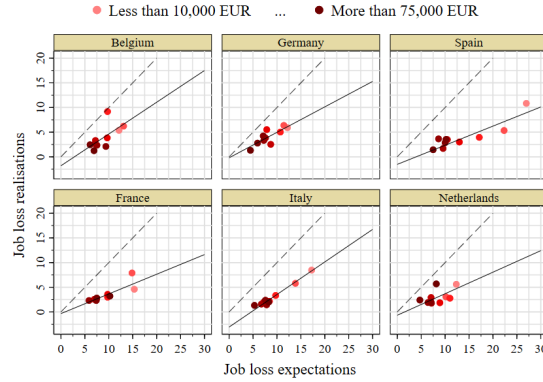 Less than 10,000 EUR ... More than 75,000 EUR
Belgium Germany Spain
20
15
10
5
0
France Italy Netherlands
20
15
10
5
0
0 5 10 15 20 25 30 0 5 10 15 20 25 30 0 5 10 15 20 25 30
Job loss realisations
Job loss expectations